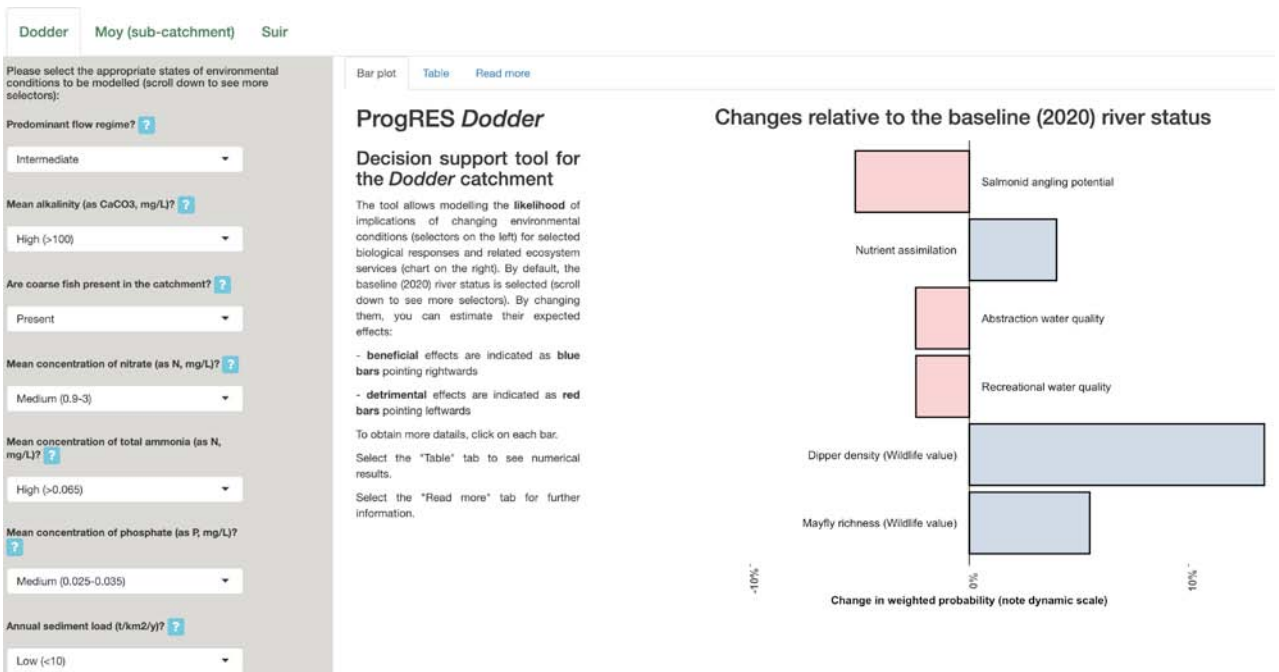 Dodder
Moy (sub-catchment)
Suir
Please select the appropriate states of environmental
conditions to be modelled (scroll down to see more
selectors):
Predominant flow regime? ?
Intermediate
Mean alkalinity (as CaCO3, mg/L)? ?
High (>100)
Are coarse fish present in the catchment? ?
Present
Mean concentration of nitrate (as N, mg/L)? ?
Medium (0.9-3)
Mean concentration of total ammonia (as N,
mg/L)? ?
High (>0.065)
Mean concentration of phosphate (as P, mg/L)?
?
Medium (0.025-0.035)
Annual sediment load (t/km2/y)? ?
Low (<10)
Bar plot
Table
Read more
ProgRES Dodder
Decision support tool for
the Dodder catchment
The tool allows modelling the likelihood of
implications of changing environmental
conditions (selectors on the left) for selected
biological responses and related ecosystem
services (chart on the right). By default, the
baseline (2020) river status is selected (scroll
down to see more selectors). By changing
them, you can estimate their expected
effects:
- beneficial effects are indicated as blue
bars pointing rightwards
- detrimental effects are indicated as red
bars pointing leftwards
To obtain more datails, click on each bar.
Select the "Table" tab to see numerical
results.
Select the "Read more" tab for further
information.
Changes relative to the baseline (2020) river status
Salmonid angling potential
Nutrient assimilation
Abstraction water quality
Recreational water quality
Dipper density (Wildlife value)
Mayfly richness (Wildlife value)
-10%
0%
10%
Change in weighted probability (note dynamic scale)